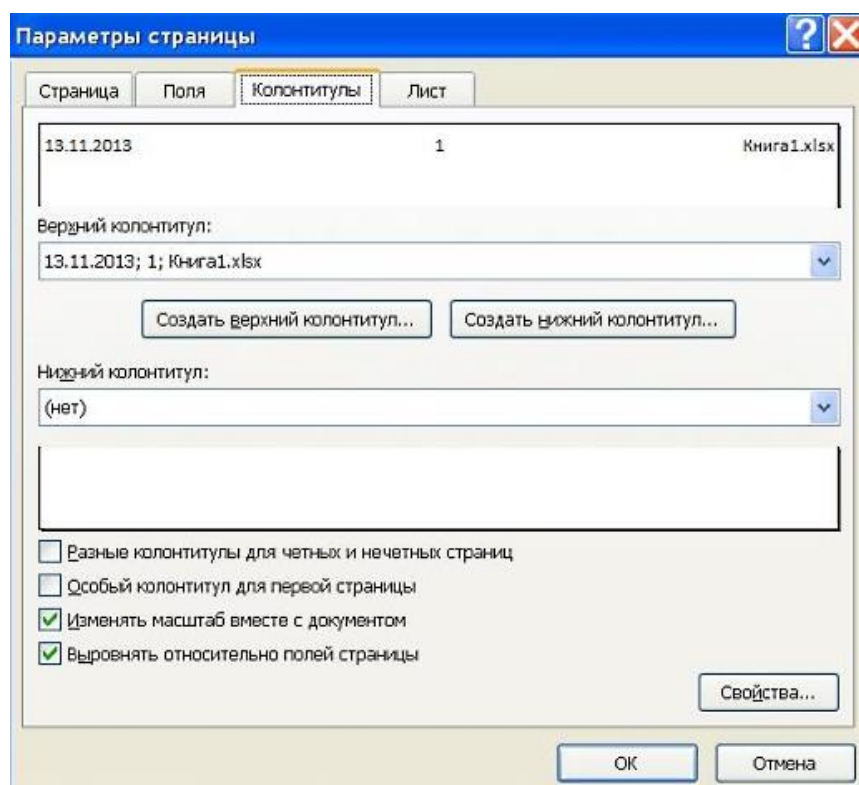 Параметры страницы
Страница Поля Колонтитулы Лист
13.11.2013 1 Книга1.xlsx
Верхний колонтитул:
13.11.2013; 1; Книга1.xlsx
Создать верхний колонтитул... Создать нижний колонтитул...
Нижний колонтитул:
(нет)
Разные колонтитулы для четных и нечетных страниц
Особый колонтитул для первой страницы
Изменять масштаб вместе с документом
Выровнять относительно полей страницы
Свойства...
ОК Отмена